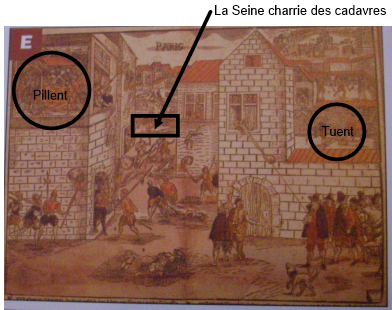 La Seine charrie des cadavres
E
PARIS
Pillent
Tuent